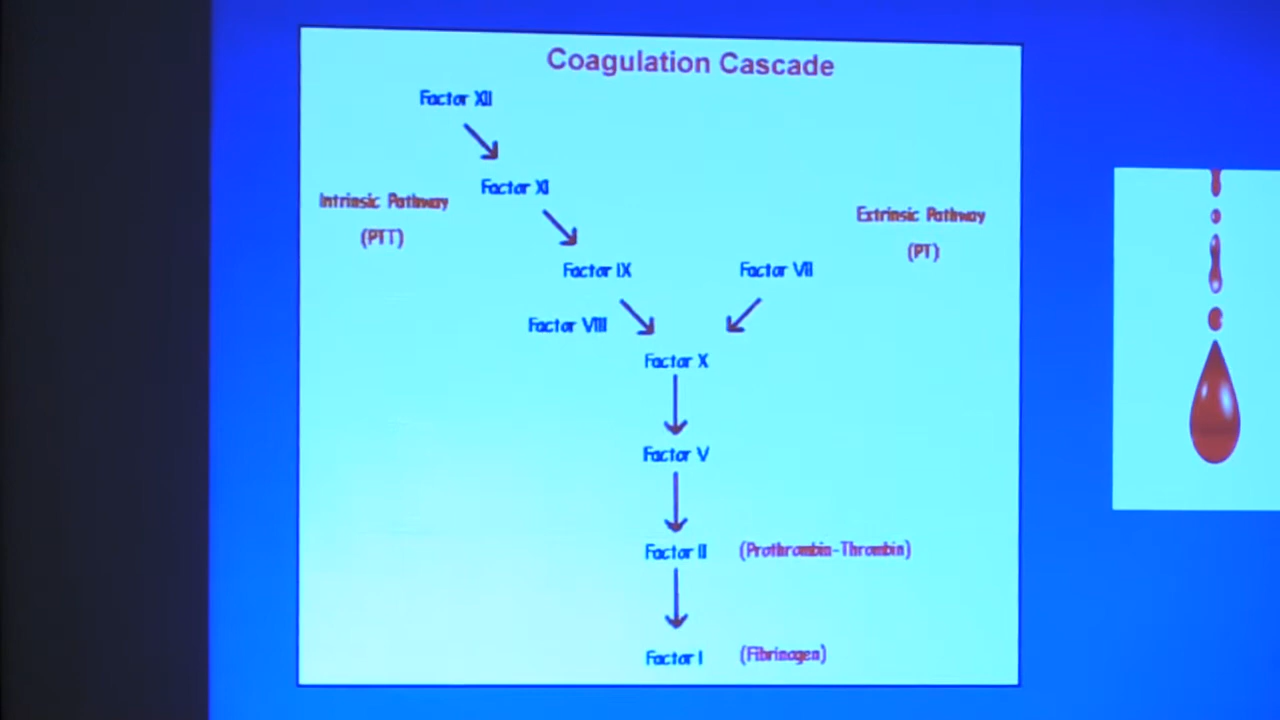 Coagulation Cascade
Factor XII
Factor XI
Intrinsic Pathway
(PTT)
Extrinsic Pathway
(PT)
Factor IX
Factor VII
Factor VIII
Factor X
Factor V
Factor II (Prothrombin-Thrombin)
Factor I (Fibrinogen)